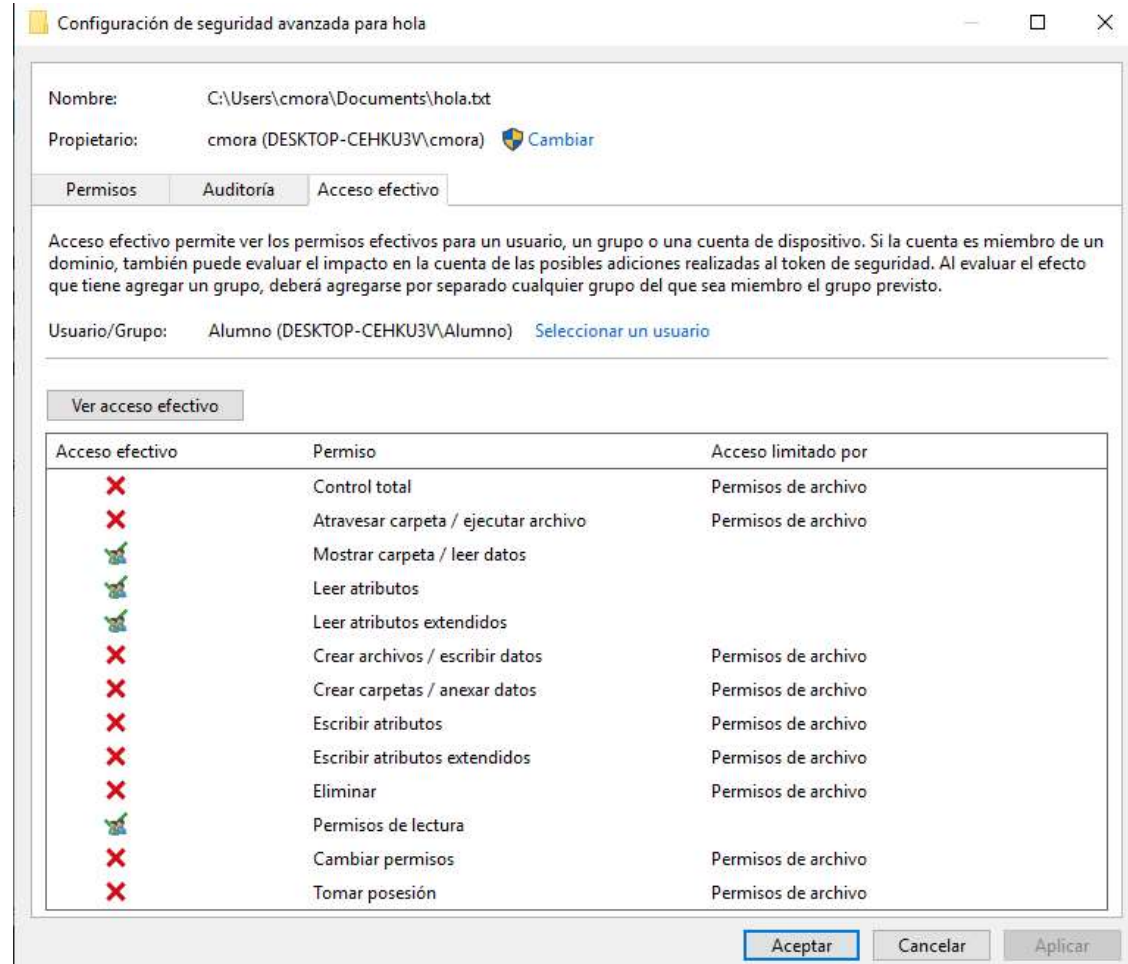 Configuración de seguridad avanzada para hola
Nombre: C:\Users\cmora\Documents\hola.txt
Propietario: cmora (DESKTOP-CEHKU3V\cmora) Cambiar
Permisos Auditoría Acceso efectivo
Acceso efectivo permite ver los permisos efectivos para un usuario, un grupo o una cuenta de dispositivo. Si la cuenta es miembro de un
dominio, también puede evaluar el impacto en la cuenta de las posibles adiciones realizadas al token de seguridad. Al evaluar el efecto
que tiene agregar un grupo, deberá agregarse por separado cualquier grupo del que sea miembro el grupo previsto.
Usuario/Grupo: Alumno (DESKTOP-CEHKU3V\Alumno) Seleccionar un usuario
Ver acceso efectivo
Acceso efectivo Permiso Acceso limitado por
Control total Permisos de archivo
Atravesar carpeta / ejecutar archivo Permisos de archivo
Mostrar carpeta / leer datos
Leer atributos
Leer atributos extendidos
Crear archivos / escribir datos Permisos de archivo
Crear carpetas / anexar datos Permisos de archivo
Escribir atributos Permisos de archivo
Escribir atributos extendidos Permisos de archivo
Eliminar Permisos de archivo
Permisos de lectura
Cambiar permisos Permisos de archivo
Tomar posesión Permisos de archivo
Aceptar Cancelar Aplicar